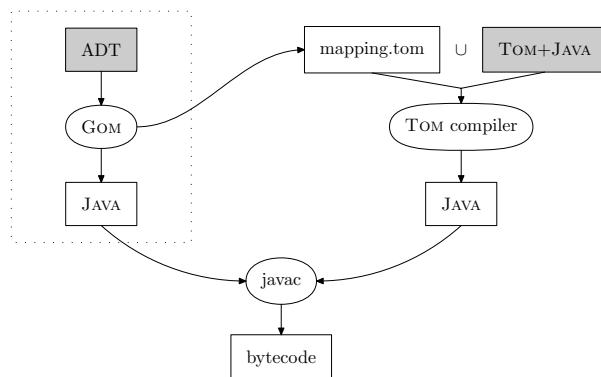 ADT
mapping.tom ∪ TOM+JAVA
GOM
TOM compiler
JAVA
JAVA
javac
bytecode